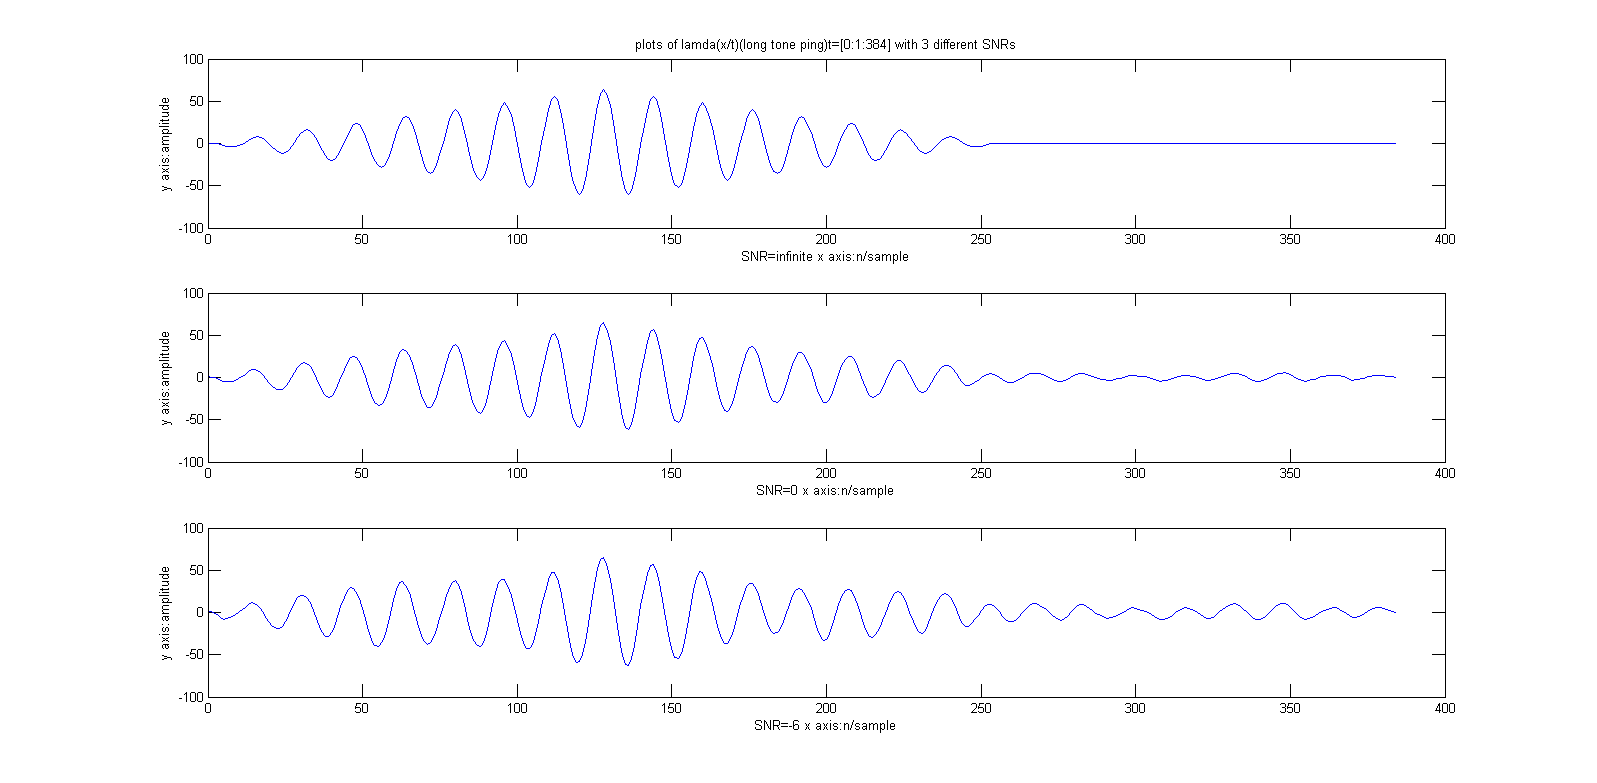 plots of lamda(x/t)(long tone ping)t=[0:1:384] with 3 different SNRs
100
50
0
-50
-100
y axis:amplitude
0 50 100 150 200 250 300 350 400
SNR=infinite x axis:n/sample
100
50
0
-50
-100
y axis:amplitude
0 50 100 150 200 250 300 350 400
SNR=0 x axis:n/sample
100
50
0
-50
-100
y axis:amplitude
0 50 100 150 200 250 300 350 400
SNR=-6 x axis:n/sample